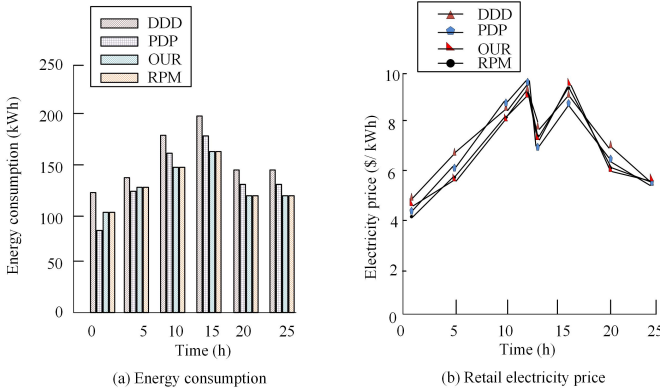 DDD
PDP
OUR
RPM
250
200
150
100
50
0
Energy consumption (kWh)
0 5 10 15 20 25
Time (h)
(a) Energy consumption
DDD
PDP
OUR
RPM
10
8
6
4
2
0
Electricity price ($/ kWh)
0 5 10 15 20 25
Time (h)
(b) Retail electricity price